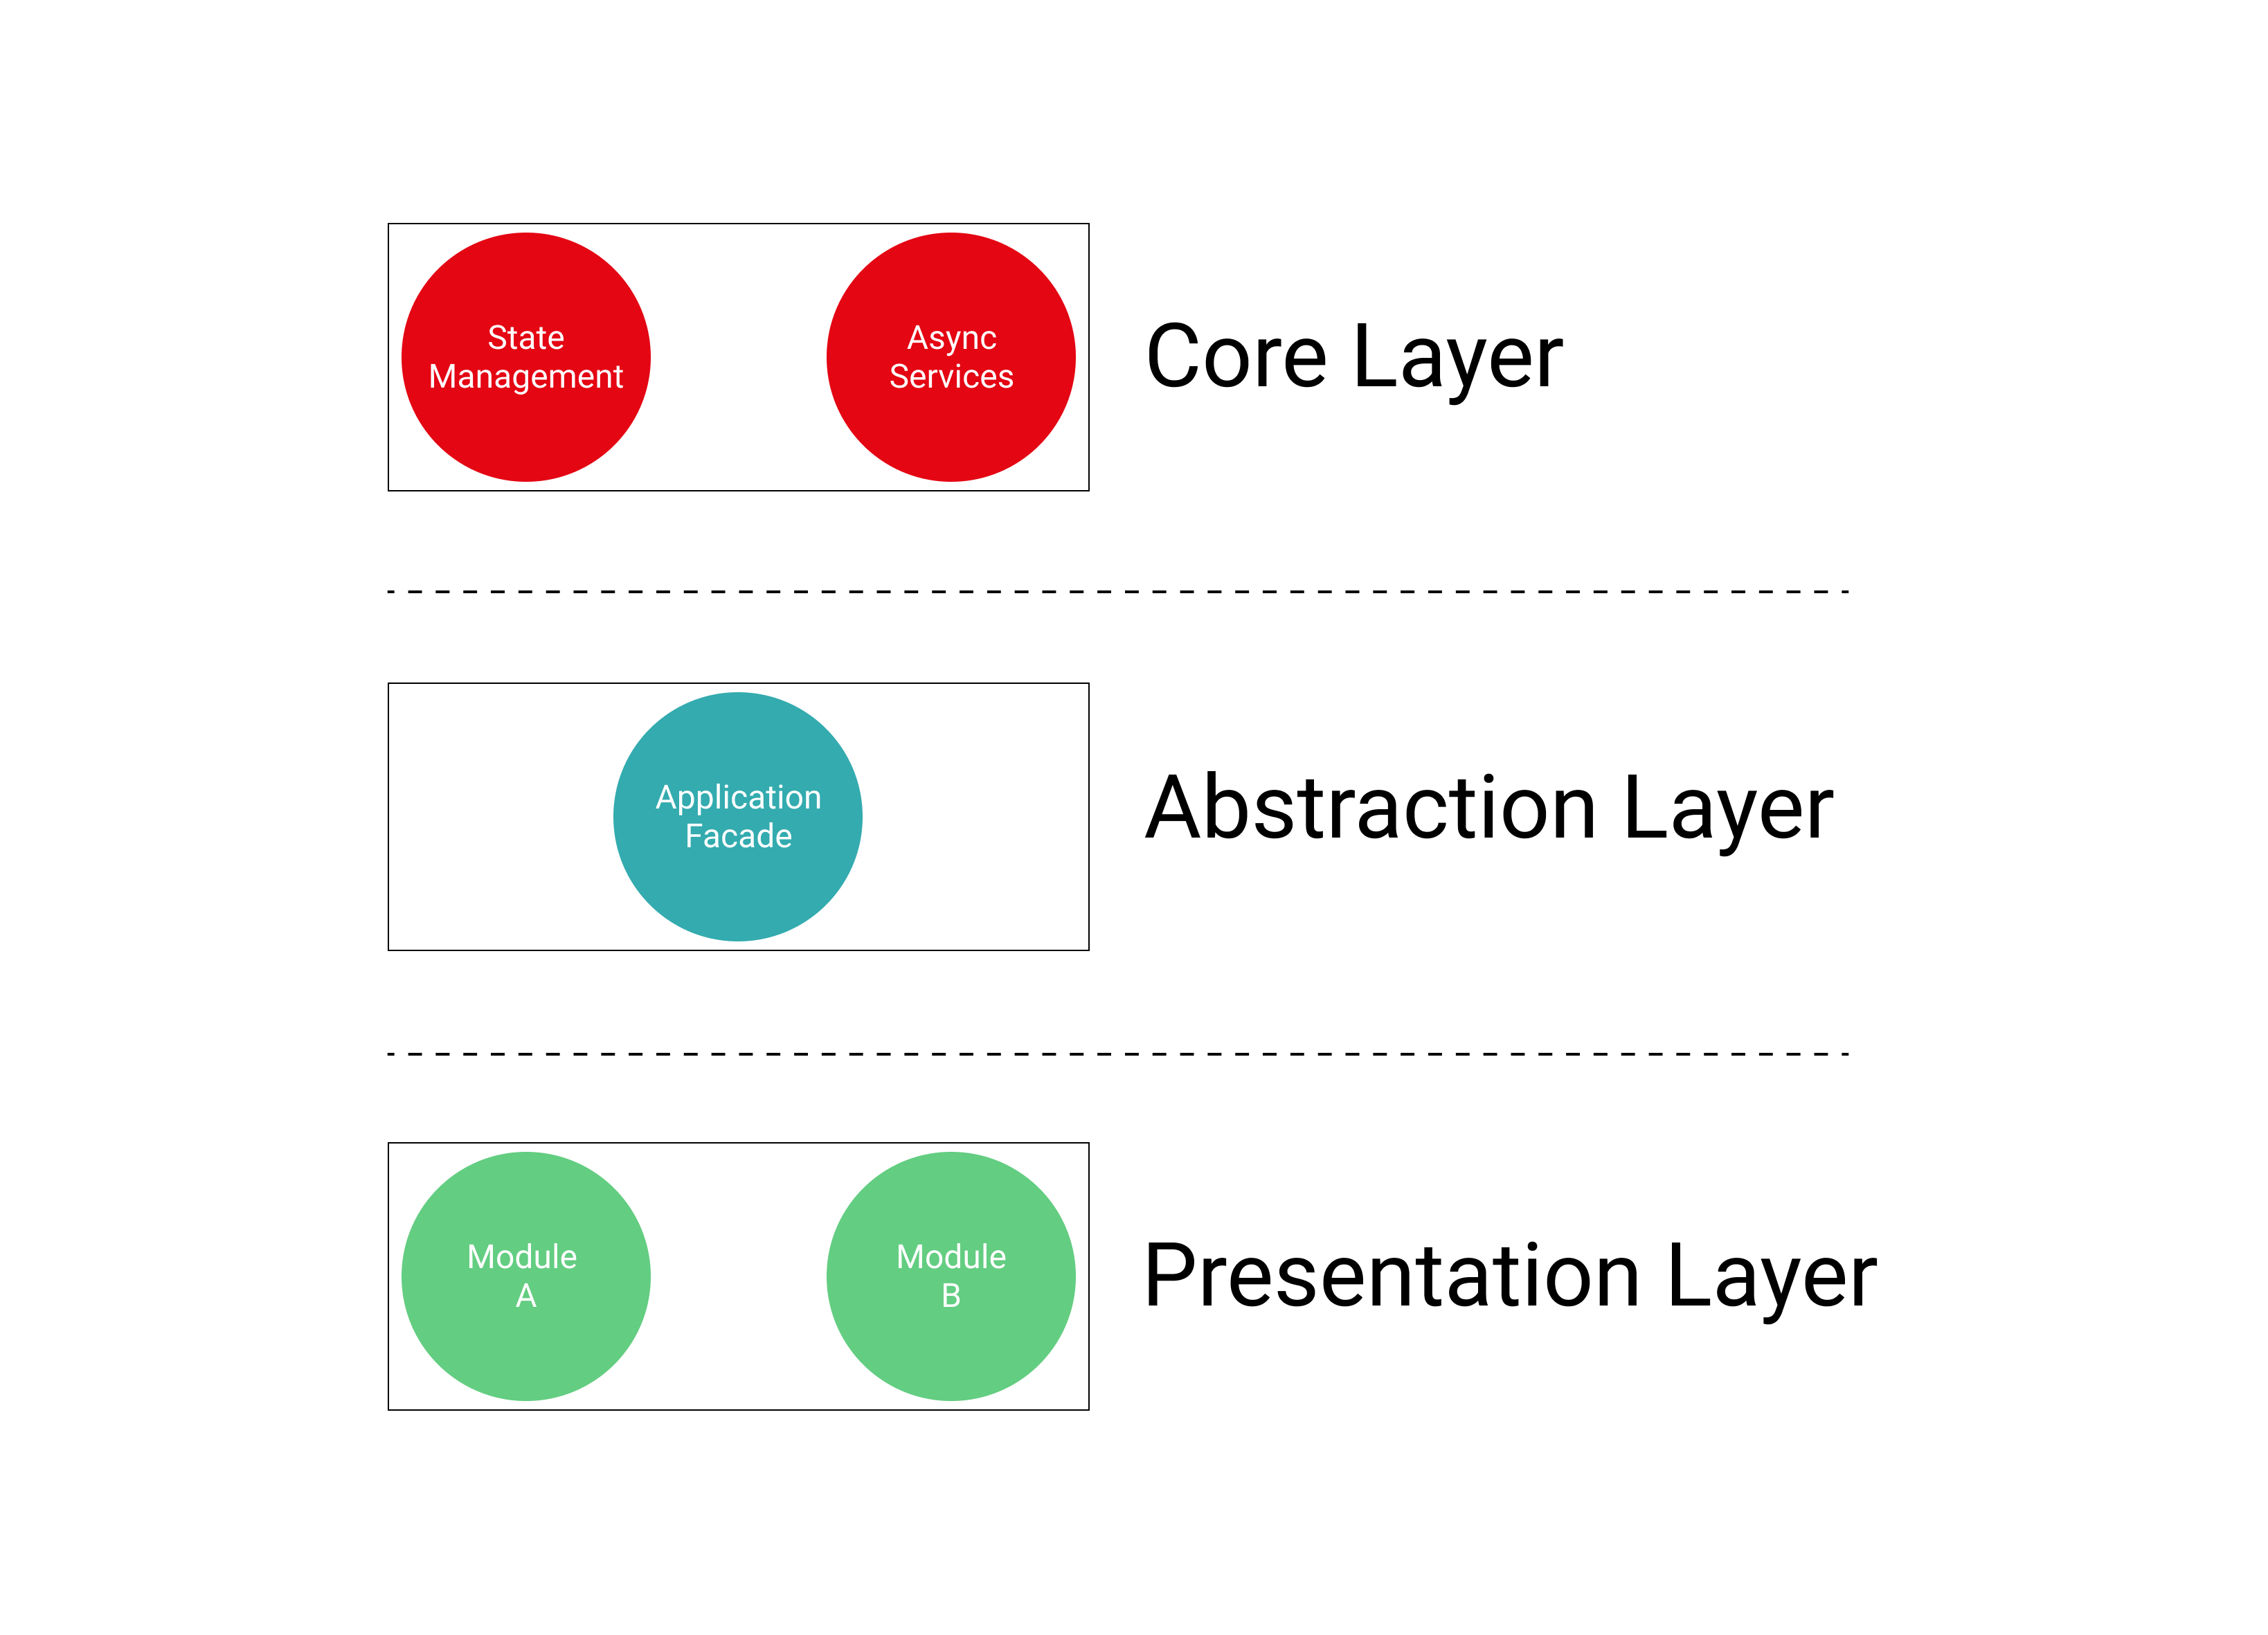 State
Management
Async
Services
Core Layer
Application
Facade
Abstraction Layer
Module
A
Module
B
Presentation Layer